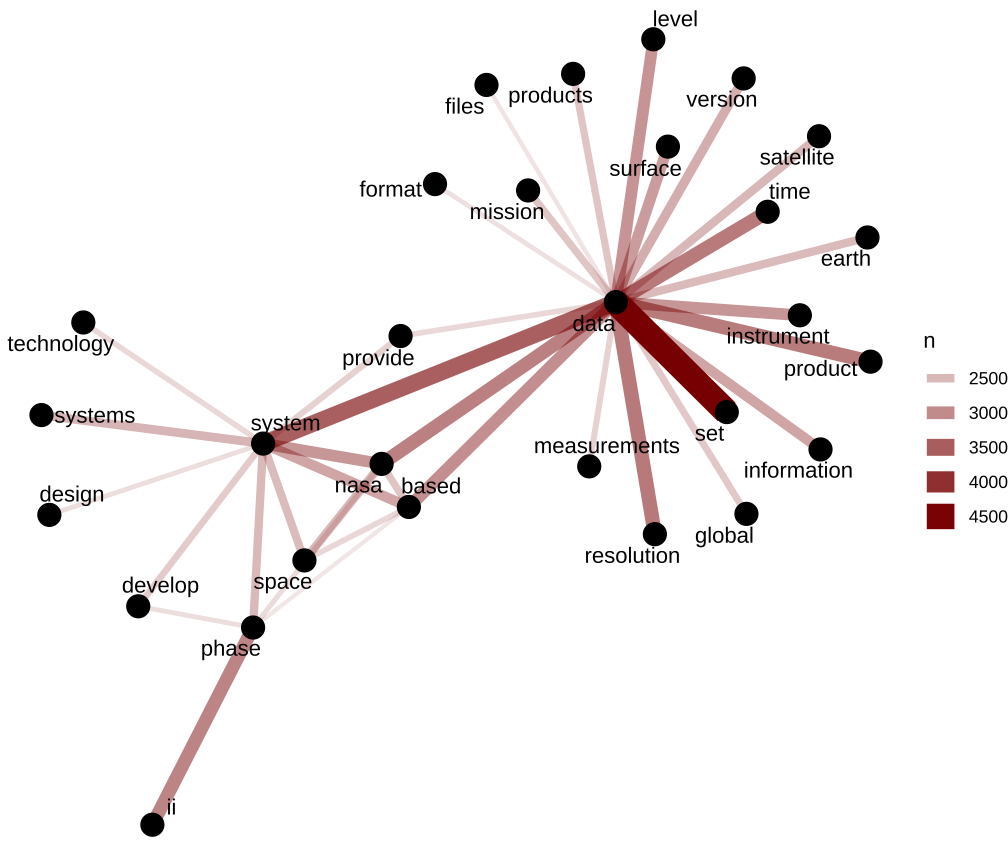 level
files
products
version
surface
satellite
format
mission
time
earth
data
instrument
product
technology
provide
n
2500
3000
3500
4000
4500
systems
system
set
measurements
information
nasa
based
design
resolution
global
develop
space
phase
ii